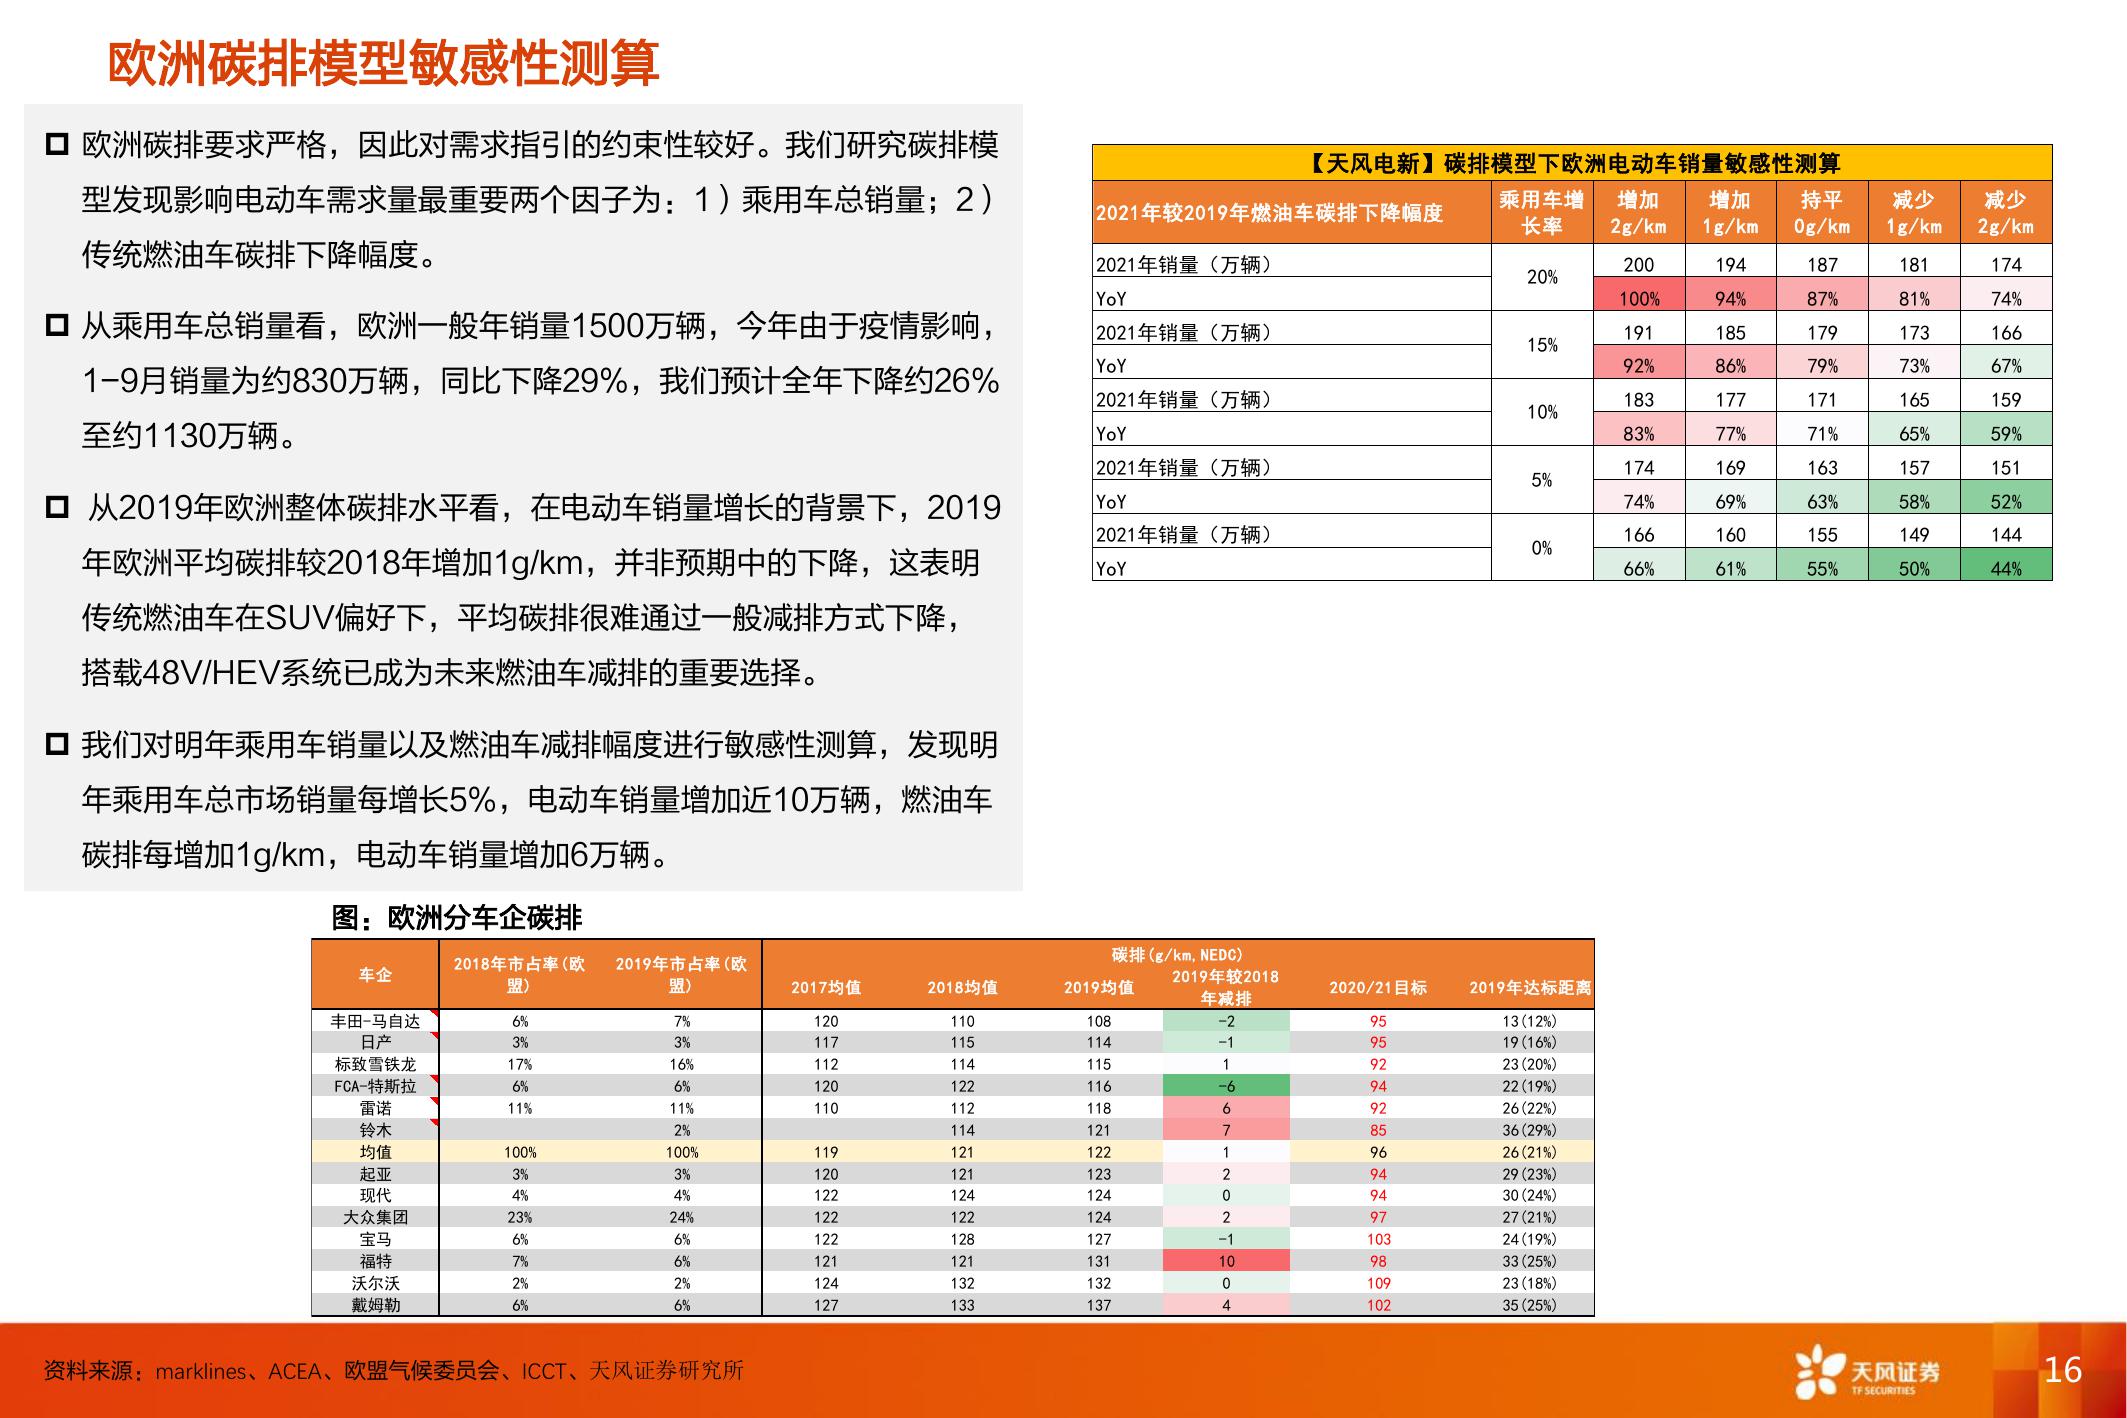 欧洲碳排模型敏感性测算
欧洲碳排要求严格，因此对需求指引的约束性较好。我们研究碳排模
型发现影响电动车需求量最重要两个因子为：1）乘用车总销量；2）
传统燃油车碳排下降幅度。
从乘用车总销量看，欧洲一般年销量1500万辆，今年由于疫情影响，
1-9月销量为约830万辆，同比下降29%，我们预计全年下降约26%
至约1130万辆。
从2019年欧洲整体碳排水平看，在电动车销量增长的背景下，2019
年欧洲平均碳排较2018年增加1g/km，并非预期中的下降，这表明
传统燃油车在SUV偏好下，平均碳排很难通过一般减排方式下降，
搭载48V/HEV系统已成为未来燃油车减排的重要选择。
我们对明年乘用车销量以及燃油车减排幅度进行敏感性测算，发现明
年乘用车总市场销量每增长5%，电动车销量增加近10万辆，燃油车
碳排每增加1g/km，电动车销量增加6万辆。
【天风电新】碳排模型下欧洲电动车销量敏感性测算
2021年较2019年燃油车碳排下降幅度 乘用车增长率 增加2g/km 增加1g/km 持平0g/km 减少1g/km 减少2g/km
2021年销量（万辆） 20% 200 194 187 181 174
YoY 100% 94% 87% 81% 74%
2021年销量（万辆） 15% 191 185 179 173 166
YoY 92% 86% 79% 73% 67%
2021年销量（万辆） 10% 183 177 171 165 159
YoY 83% 77% 71% 65% 59%
2021年销量（万辆） 5% 174 169 163 157 151
YoY 74% 69% 63% 58% 52%
2021年销量（万辆） 0% 166 160 155 149 144
YoY 66% 61% 55% 50% 44%
图：欧洲分车企碳排
碳排(g/km,NEDC)
车企 2018年市占率(欧盟) 2019年市占率(欧盟) 2017均值 2018均值 2019均值 2019年较2018年减排 2020/21目标 2019年达标距离
丰田-马自达 6% 7% 120 110 108 -2 95 13(12%)
日产 3% 3% 117 115 114 -1 95 19(16%)
标致雪铁龙 17% 16% 112 114 115 1 92 23(20%)
FCA-特斯拉 6% 6% 120 122 116 -6 94 22(19%)
雷诺 11% 11% 110 112 118 6 92 26(22%)
铃木 2% 114 121 7 85 36(29%)
均值 100% 100% 119 121 122 1 96 26(21%)
起亚 3% 3% 120 121 123 2 94 29(23%)
现代 4% 4% 122 124 124 0 94 30(24%)
大众集团 23% 24% 122 122 124 2 97 27(21%)
宝马 6% 6% 122 128 127 -1 103 24(19%)
福特 7% 6% 121 121 131 10 98 33(25%)
沃尔沃 2% 2% 124 132 132 0 109 23(18%)
戴姆勒 6% 6% 127 133 137 4 102 35(25%)
资料来源：marklines、ACEA、欧盟气候委员会、ICCT、天风证券研究所
天风证券
TF SECURITIES
16